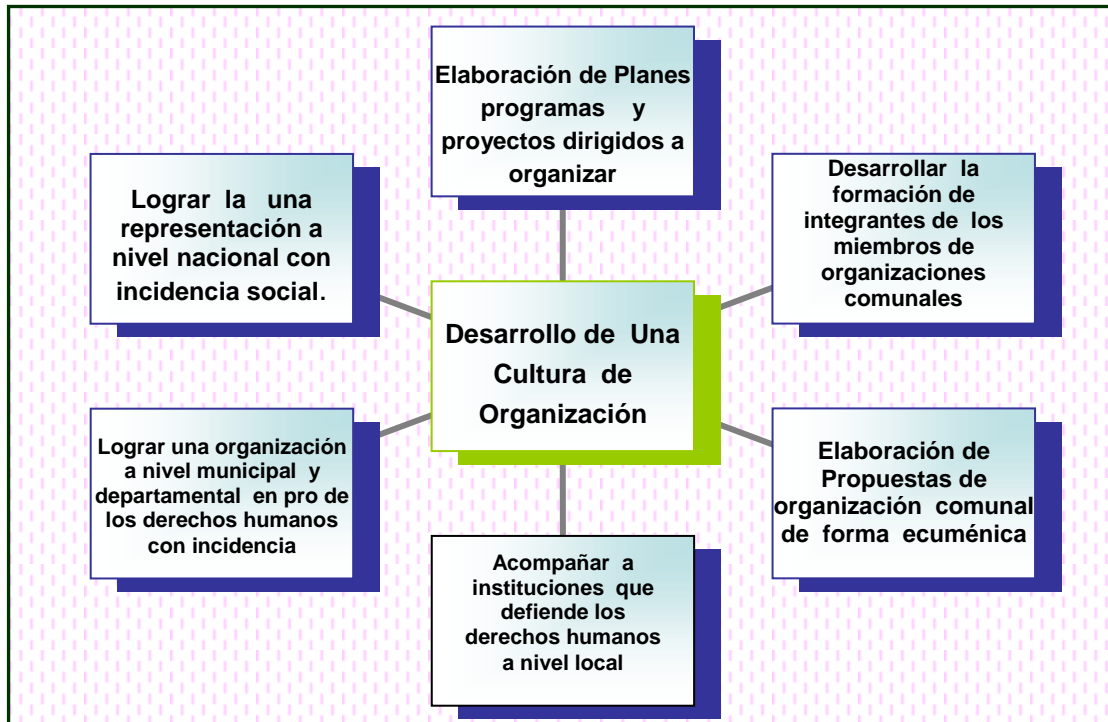 Elaboración de Planes
programas y
proyectos dirigidos a
organizar
Lograr la una
representación a
nivel nacional con
incidencia social.
Desarrollar la
formación de
integrantes de los
miembros de
organizaciones
comunales
Desarrollo de Una
Cultura de
Organización
Lograr una organización
a nivel municipal y
departamental en pro de
los derechos humanos
con incidencia
Elaboración de
Propuestas de
organización comunal
de forma ecuménica
Acompañar a
instituciones que
defiende los
derechos humanos
a nivel local